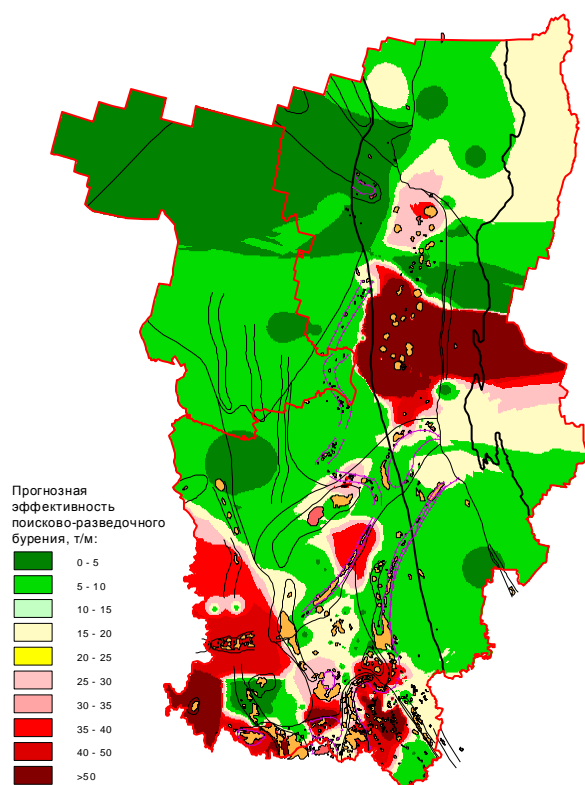 Прогнозная
эффективность
поисково-разведочного
бурения, т/м:
0 - 5
5 - 10
10 - 15
15 - 20
20 - 25
25 - 30
30 - 35
35 - 40
40 - 50
>50